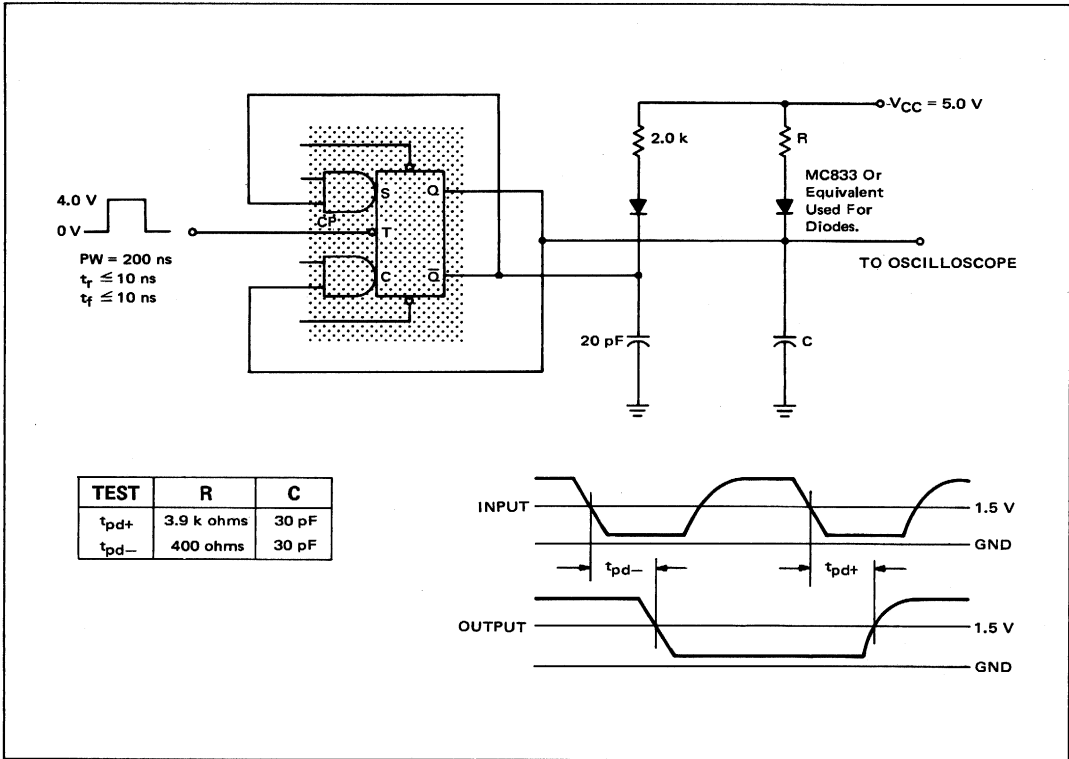 VCC = 5.0 V
2.0 k
R
MC833 Or
Equivalent
Used For
Diodes.
4.0 V
0 V
PW = 200 ns
tr ≤ 10 ns
tf ≤ 10 ns
S
Q
CP
T
C
Q̅
TO OSCILLOSCOPE
20 pF
C
TEST R C
tpd+ 3.9 k ohms 30 pF
tpd− 400 ohms 30 pF
INPUT
1.5 V
GND
tpd−
tpd+
OUTPUT
1.5 V
GND